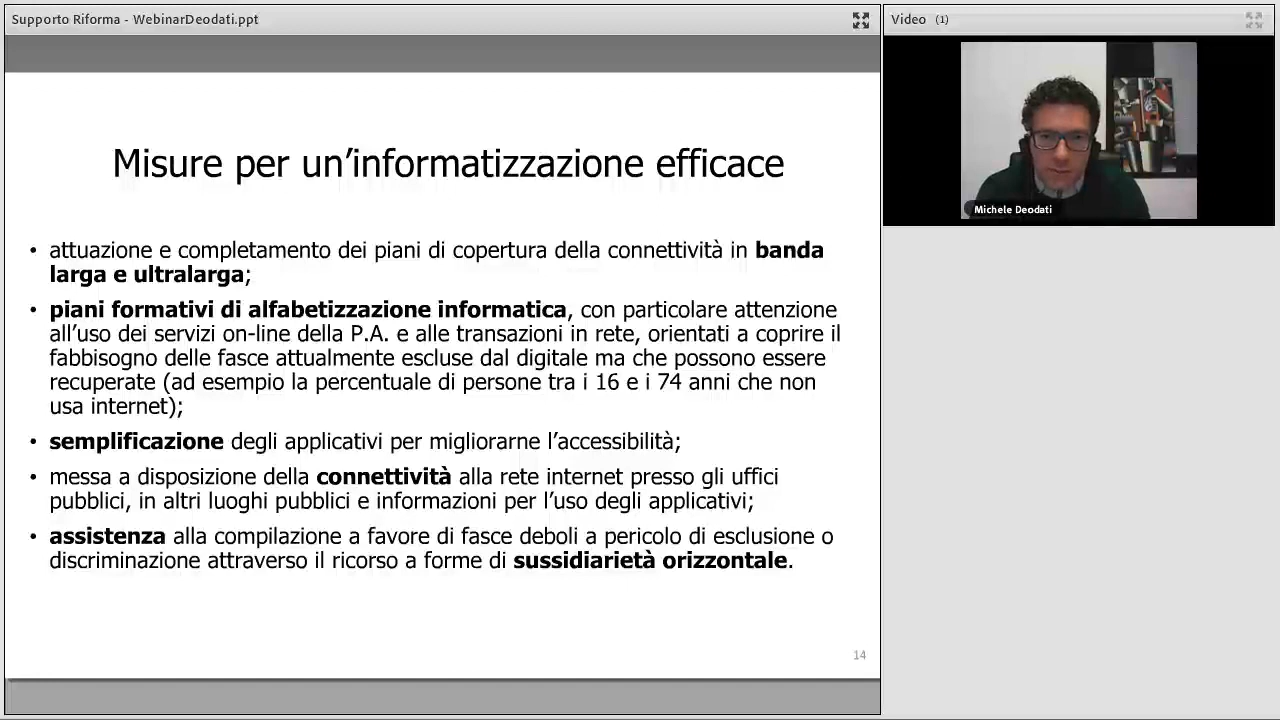 Supporto Riforma - WebinarDeodati.ppt
Video (1)
Michele Deodati
Misure per un’informatizzazione efficace
• attuazione e completamento dei piani di copertura della connettività in banda
larga e ultralarga;
• piani formativi di alfabetizzazione informatica, con particolare attenzione
all’uso dei servizi on-line della P.A. e alle transazioni in rete, orientati a coprire il
fabbisogno delle fasce attualmente escluse dal digitale ma che possono essere
recuperate (ad esempio la percentuale di persone tra i 16 e i 74 anni che non
usa internet);
• semplificazione degli applicativi per migliorarne l’accessibilità;
• messa a disposizione della connettività alla rete internet presso gli uffici
pubblici, in altri luoghi pubblici e informazioni per l’uso degli applicativi;
• assistenza alla compilazione a favore di fasce deboli a pericolo di esclusione o
discriminazione attraverso il ricorso a forme di sussidiarietà orizzontale.
14